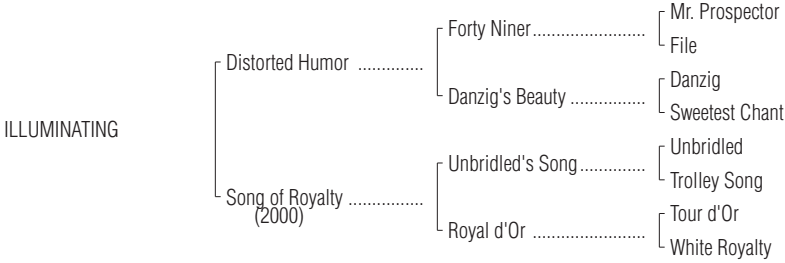 Mr. Prospector
Forty Niner.......................
File
Distorted Humor ..............
Danzig
Danzig's Beauty ................
Sweetest Chant
ILLUMINATING
Unbridled
Unbridled's Song..............
Trolley Song
Song of Royalty ................
(2000)
Tour d'Or
Royal d'Or ........................
White Royalty